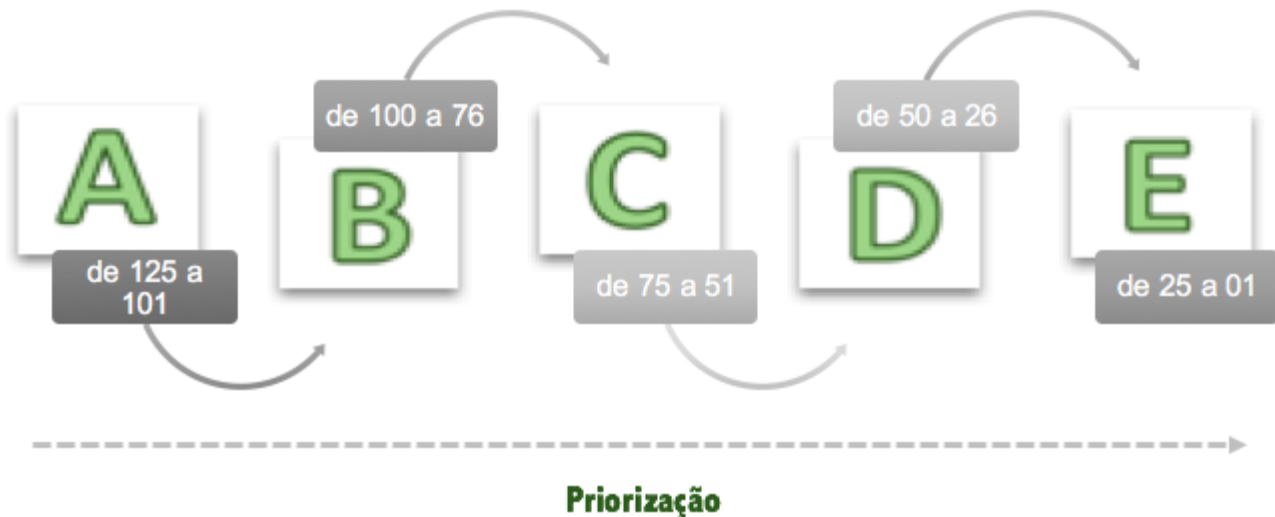 A
de 125 a
101
de 100 a 76
B
C
de 75 a 51
de 50 a 26
D
E
de 25 a 01
Priorização